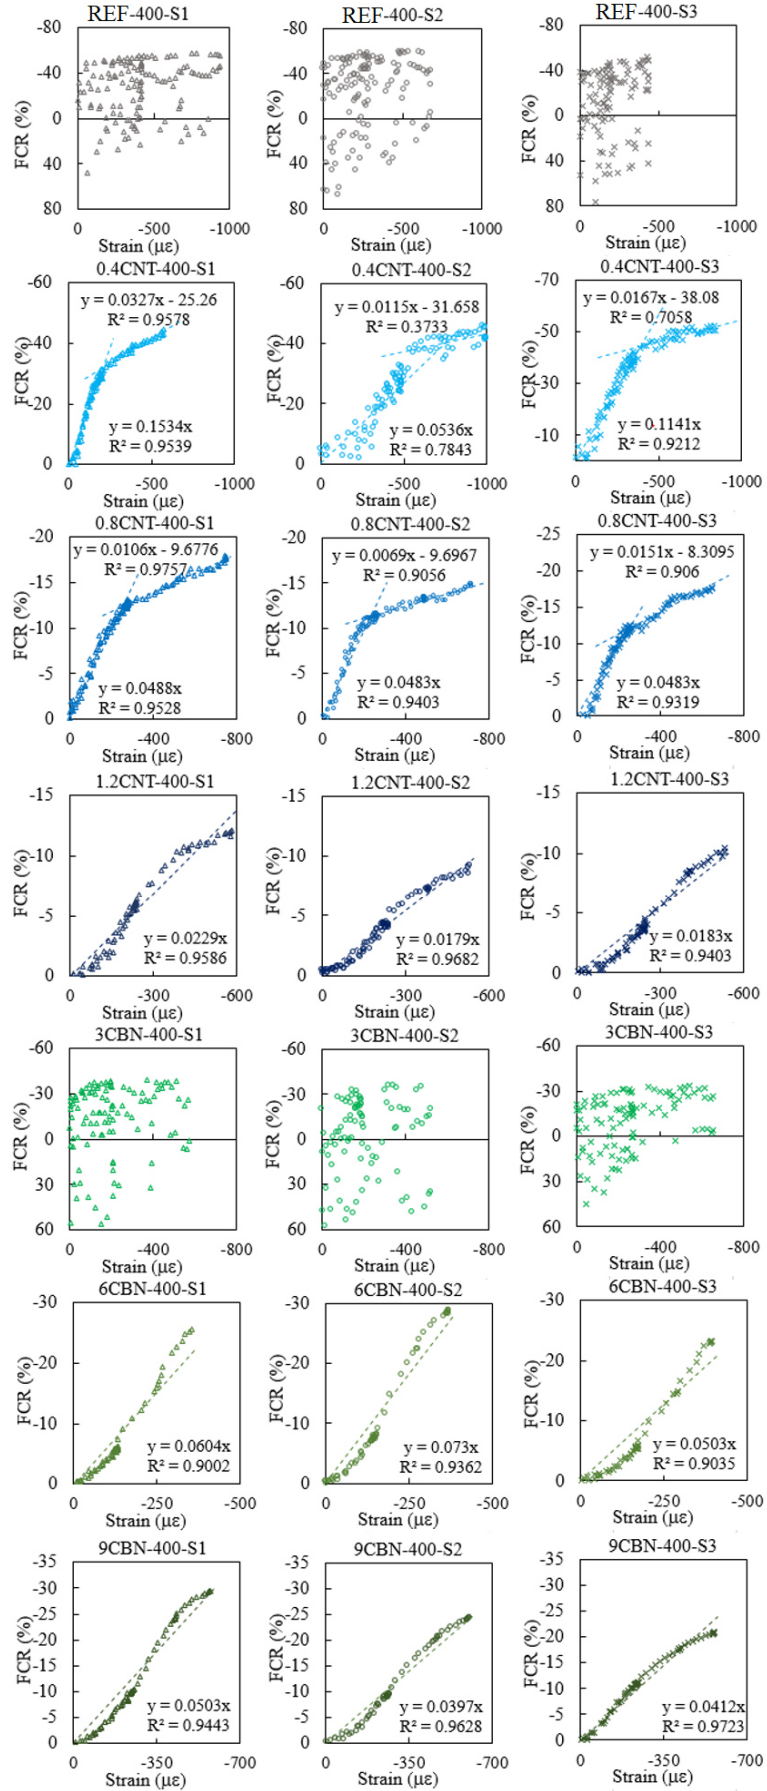 REF-400-S1 REF-400-S2 REF-400-S3
-80 -80 -80
-40 -40 -40
0 0 0
40 40 40
80 80 80
FCR (%) FCR (%) FCR (%)
0 -500 -1000 0 -500 -1000 0 -500 -1000
Strain (με) Strain (με) Strain (με)
0.4CNT-400-S1 0.4CNT-400-S2 0.4CNT-400-S3
-60 -60 -70
y = 0.0327x - 25.26 y = 0.0115x - 31.658 y = 0.0167x - 38.08
R² = 0.9578 R² = 0.3733 R² = 0.7058
-40 -40 -50
-20 -20 -30
0 0 -10
FCR (%) FCR (%) FCR (%)
y = 0.1534x y = 0.0536x y = 0.1141x
R² = 0.9539 R² = 0.7843 R² = 0.9212
0 -500 -1000 0 -500 -1000 0 -500 -1000
Strain (με) Strain (με) Strain (με)
0.8CNT-400-S1 0.8CNT-400-S2 0.8CNT-400-S3
-20 -20 -25
y = 0.0106x - 9.6776 y = 0.0069x - 9.6967 y = 0.0151x - 8.3095
R² = 0.9757 R² = 0.9056 R² = 0.906
-15 -15 -20
-10 -10 -15
-5 -5 -10
0 0 -5
0
FCR (%) FCR (%) FCR (%)
y = 0.0488x y = 0.0483x y = 0.0483x
R² = 0.9528 R² = 0.9403 R² = 0.9319
0 -400 -800 0 -400 -800 0 -400 -800
Strain (με) Strain (με) Strain (με)
1.2CNT-400-S1 1.2CNT-400-S2 1.2CNT-400-S3
-15 -15 -15
-10 -10 -10
-5 -5 -5
0 0 0
FCR (%) FCR (%) FCR (%)
y = 0.0229x y = 0.0179x y = 0.0183x
R² = 0.9586 R² = 0.9682 R² = 0.9403
0 -300 -600 0 -300 -600 0 -300 -600
Strain (με) Strain (με) Strain (με)
3CBN-400-S1 3CBN-400-S2 3CBN-400-S3
-60 -60 -60
-30 -30 -30
0 0 0
30 30 30
60 60 60
FCR (%) FCR (%) FCR (%)
0 -400 -800 0 -400 -800 0 -400 -800
Strain (με) Strain (με) Strain (με)
6CBN-400-S1 6CBN-400-S2 6CBN-400-S3
-30 -30 -30
-20 -20 -20
-10 -10 -10
0 0 0
FCR (%) FCR (%) FCR (%)
y = 0.0604x y = 0.073x y = 0.0503x
R² = 0.9002 R² = 0.9362 R² = 0.9035
0 -250 -500 0 -250 -500 0 -250 -500
Strain (με) Strain (με) Strain (με)
9CBN-400-S1 9CBN-400-S2 9CBN-400-S3
-35 -35 -35
-30 -30 -30
-25 -25 -25
-20 -20 -20
-15 -15 -15
-10 -10 -10
-5 -5 -5
0 0 0
FCR (%) FCR (%) FCR (%)
y = 0.0503x y = 0.0397x y = 0.0412x
R² = 0.9443 R² = 0.9628 R² = 0.9723
0 -350 -700 0 -350 -700 0 -350 -700
Strain (με) Strain (με) Strain (με)